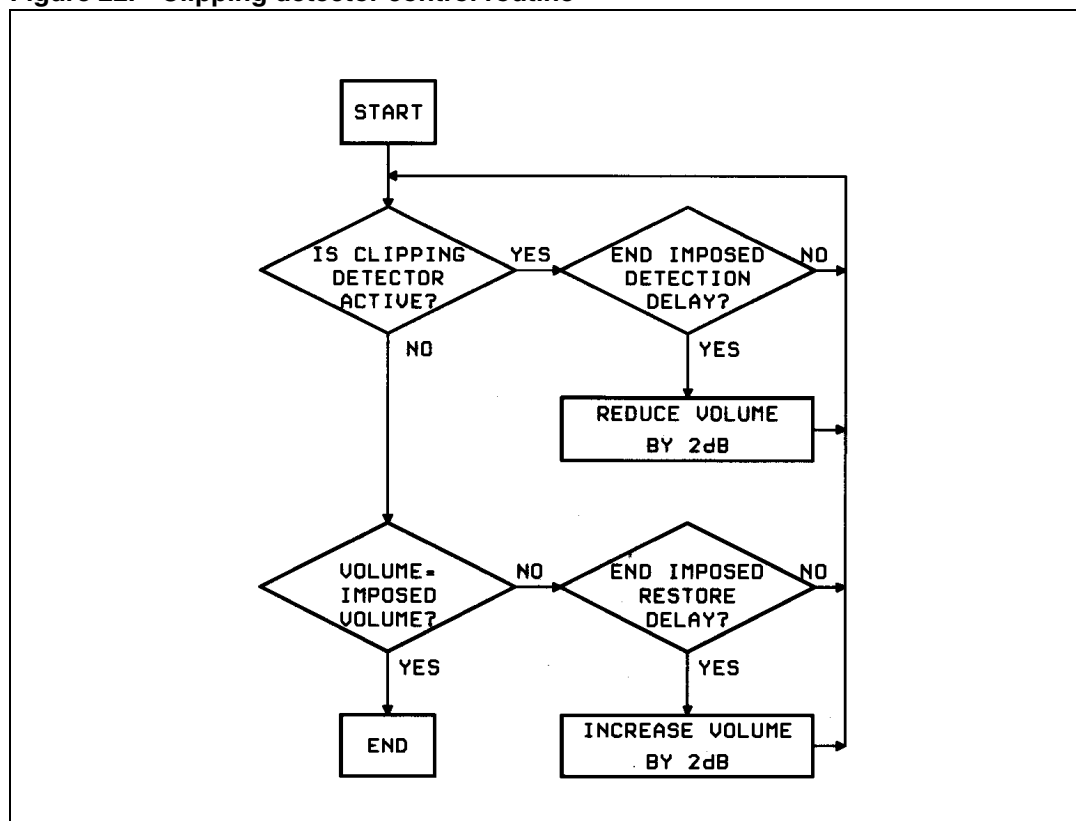 Figure 22. Clipping detector control routine
START
IS CLIPPING
DETECTOR
ACTIVE?
YES
END IMPOSED
DETECTION
DELAY?
NO
NO
YES
REDUCE VOLUME
BY 2dB
VOLUME=
IMPOSED
VOLUME?
NO
END IMPOSED
RESTORE
DELAY?
NO
YES
YES
END
INCREASE VOLUME
BY 2dB